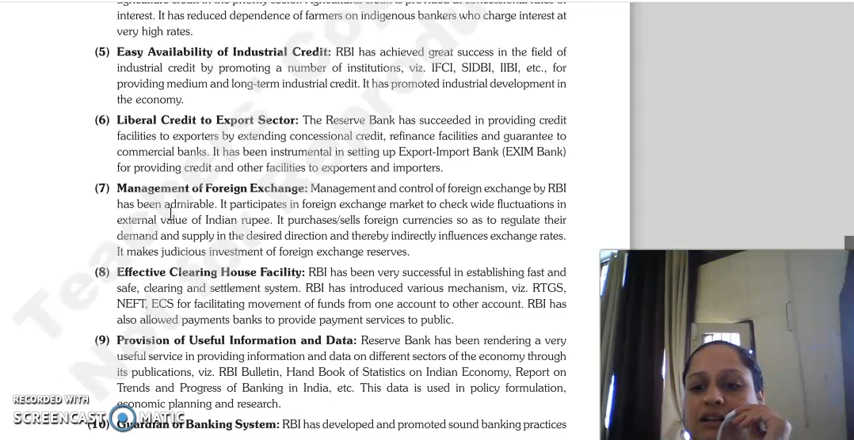 interest. It has reduced dependence of farmers on indigenous bankers who charge interest at
very high rates.
(5) Easy Availability of Industrial Credit: RBI has achieved great success in the field of
industrial credit by promoting a number of institutions, viz. IFCI, SIDBI, IIBI, etc., for
providing medium and long-term industrial credit. It has promoted industrial development in
the economy.
(6) Liberal Credit to Export Sector: The Reserve Bank has succeeded in providing credit
facilities to exporters by extending concessional credit, refinance facilities and guarantee to
commercial banks. It has been instrumental in setting up Export-Import Bank (EXIM Bank)
for providing credit and other facilities to exporters and importers.
(7) Management of Foreign Exchange: Management and control of foreign exchange by RBI
has been admirable. It participates in foreign exchange market to check wide fluctuations in
external value of Indian rupee. It purchases/sells foreign currencies so as to regulate their
demand and supply in the desired direction and thereby indirectly influences exchange rates.
It makes judicious investment of foreign exchange reserves.
(8) Effective Clearing House Facility: RBI has been very successful in establishing fast and
safe, clearing and settlement system. RBI has introduced various mechanism, viz. RTGS,
NEFT, ECS for facilitating movement of funds from one account to other account. RBI has
also allowed payments banks to provide payment services to public.
(9) Provision of Useful Information and Data: Reserve Bank has been rendering a very
useful service in providing information and data on different sectors of the economy through
its publications, viz. RBI Bulletin, Hand Book of Statistics on Indian Economy, Report on
Trends and Progress of Banking in India, etc. This data is used in policy formulation,
economic planning and research.
(10) Guardian of Banking System: RBI has developed and promoted sound banking practices
RECORDED WITH
SCREENCAST MATIC